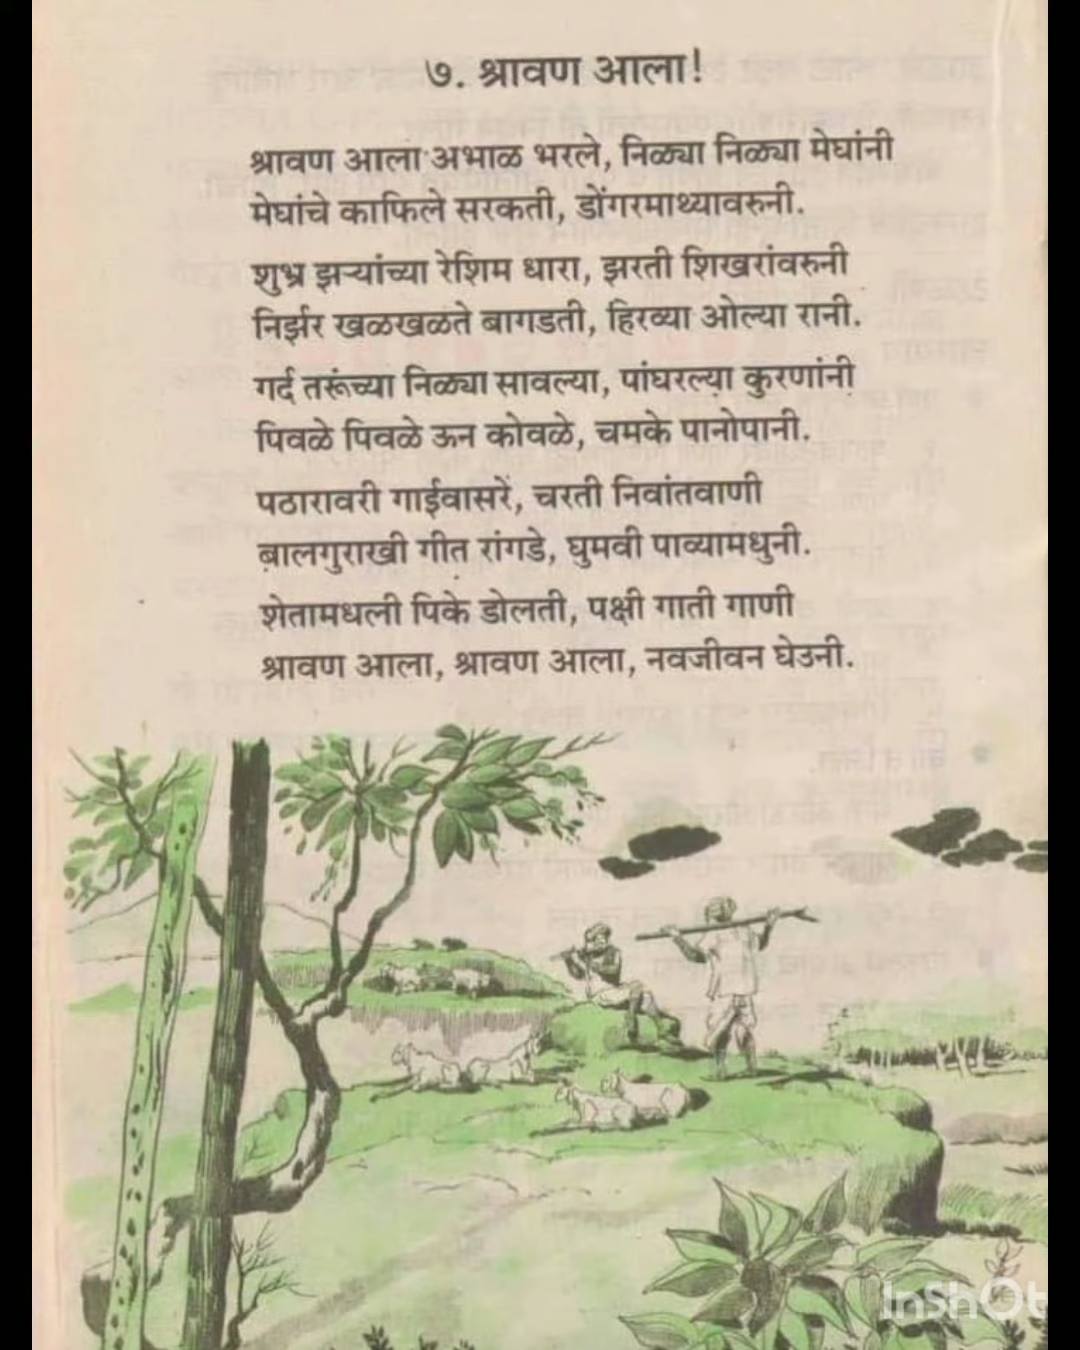 ७. श्रावण आला!
श्रावण आला अभाळ भरले, निळ्या निळ्या मेघांनी
मेघांचे काफिले सरकती, डोंगरमाथ्यावरुनी.
शुभ्र झऱ्यांच्या रेशिम धारा, झरती शिखरांवरुनी
निर्झर खळखळते बागडती, हिरव्या ओल्या रानी.
गर्द तरूंच्या निळ्या सावल्या, पांघरल्या कुरणांनी
पिवळे पिवळे ऊन कोवळे, चमके पानोपानी.
पठारावरी गाईवासरें, चरती निवांतवाणी
बालगुराखी गीत रांगडे, घुमवी पाव्यामधुनी.
शेतामधली पिके डोलती, पक्षी गाती गाणी
श्रावण आला, श्रावण आला, नवजीवन घेउनी.
InShOt